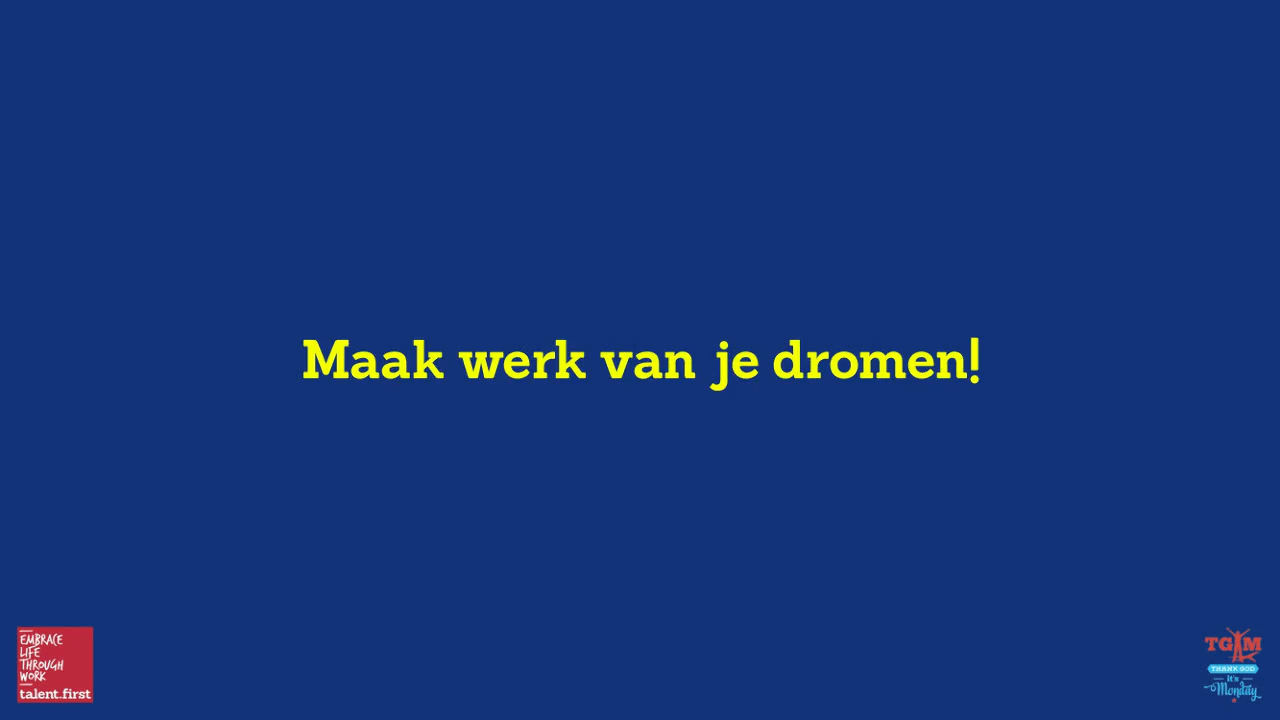 Maak werk van je dromen!
EMBRACE
LIFE
THROUGH
WORK
talent.first
TGIM
THANK GOD
it's
Monday